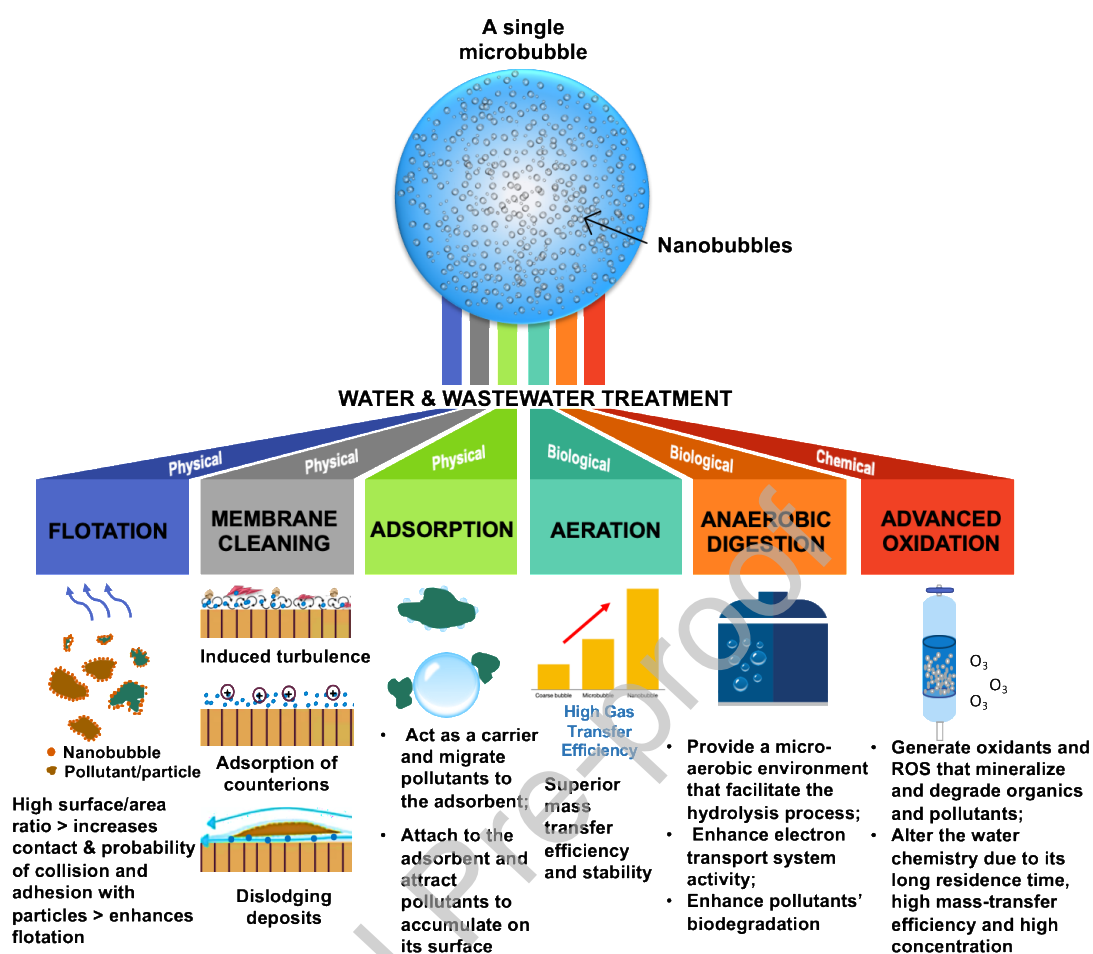 A single
microbubble
Nanobubbles
WATER & WASTEWATER TREATMENT
Physical
Physical
Physical
Biological
Biological
Chemical
FLOTATION
MEMBRANE
CLEANING
ADSORPTION
AERATION
ANAEROBIC
DIGESTION
ADVANCED
OXIDATION
Nanobubble
Pollutant/particle
High surface/area
ratio > increases
contact & probability
of collision and
adhesion with
particles > enhances
flotation
Induced turbulence
+ + + +
Adsorption of
counterions
Dislodging
deposits
• Act as a carrier
and migrate
pollutants to
the adsorbent;
• Attach to the
adsorbent and
attract
pollutants to
accumulate on
its surface
Coarse bubble
Microbubble
Nanobubble
High Gas
Transfer
Efficiency
Superior
mass
transfer
efficiency
and stability
• Provide a micro-
aerobic environment
that facilitate the
hydrolysis process;
• Enhance electron
transport system
activity;
• Enhance pollutants'
biodegradation
O₃
O₃
O₃
• Generate oxidants and
ROS that mineralize
and degrade organics
and pollutants;
• Alter the water
chemistry due to its
long residence time,
high mass-transfer
efficiency and high
concentration
l Pre-proof